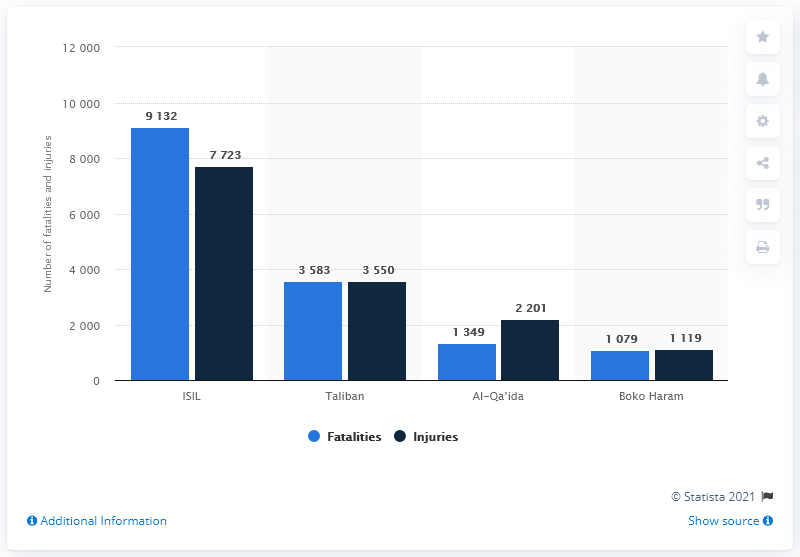 12 000
10 000
8 000
6 000
4 000
2 000
0
Number of fatalities and injuries
9 132
7 723
3 583
3 550
1 349
2 201
1 079
1 119
ISIL
Taliban
Al-Qa'ida
Boko Haram
Fatalities
Injuries
© Statista 2021
Additional Information
Show source